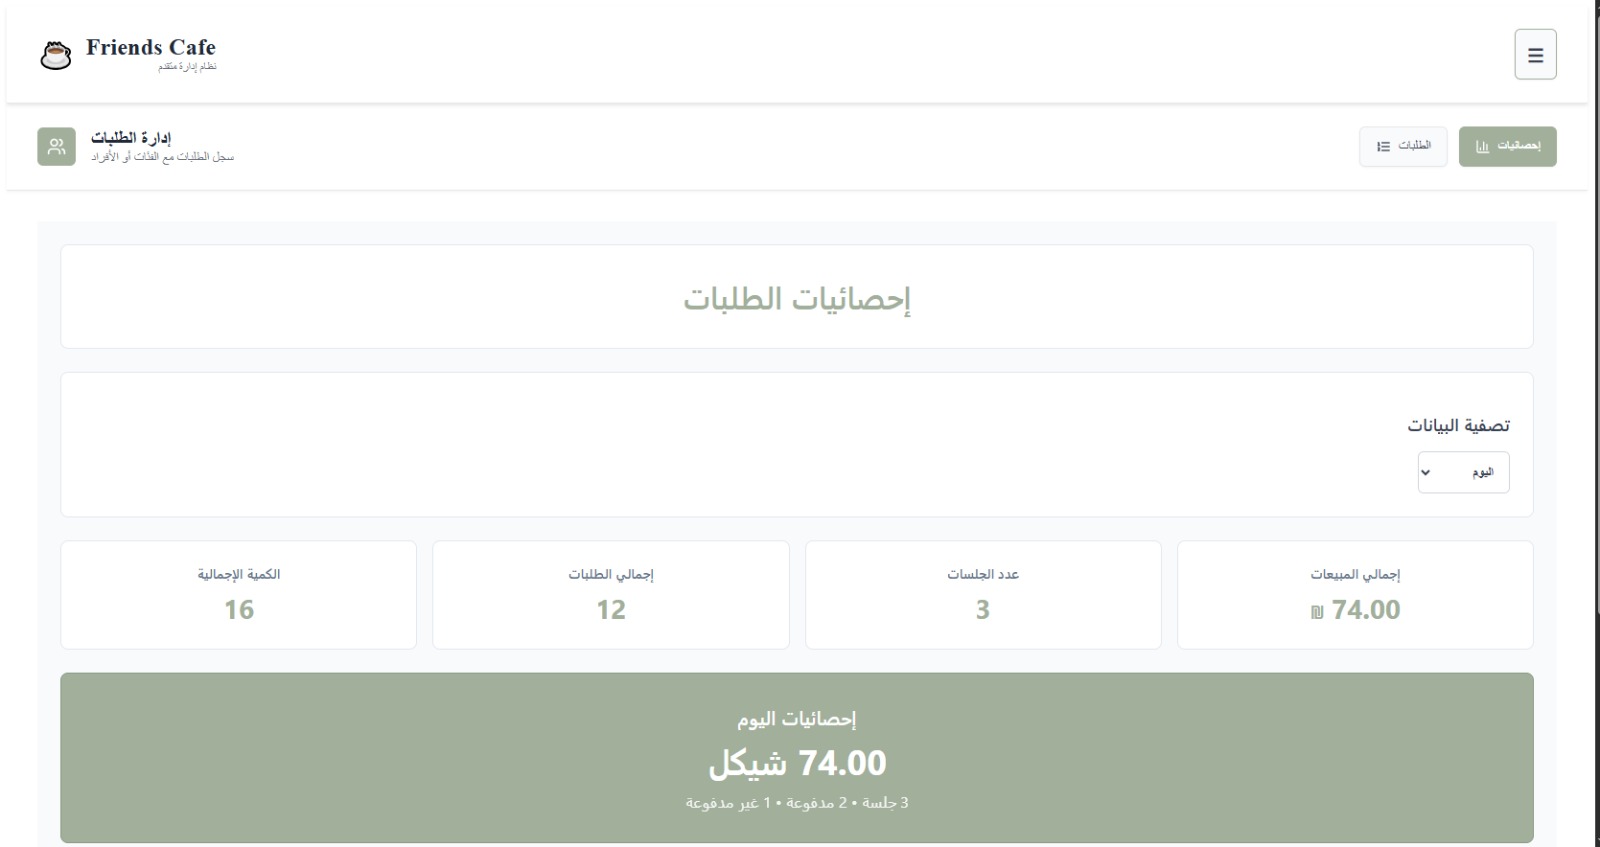 Friends Cafe
نظام إدارة متقدم
إدارة الطلبات
سجل الطلبات مع الفئات أو الأفراد
إحصائيات
الطلبات
إحصائيات الطلبات
تصفية البيانات
اليوم
إجمالي المبيعات
74.00 ₪
عدد الجلسات
3
إجمالي الطلبات
12
الكمية الإجمالية
16
إحصائيات اليوم
74.00 شيكل
3 جلسة • 2 مدفوعة • 1 غير مدفوعة